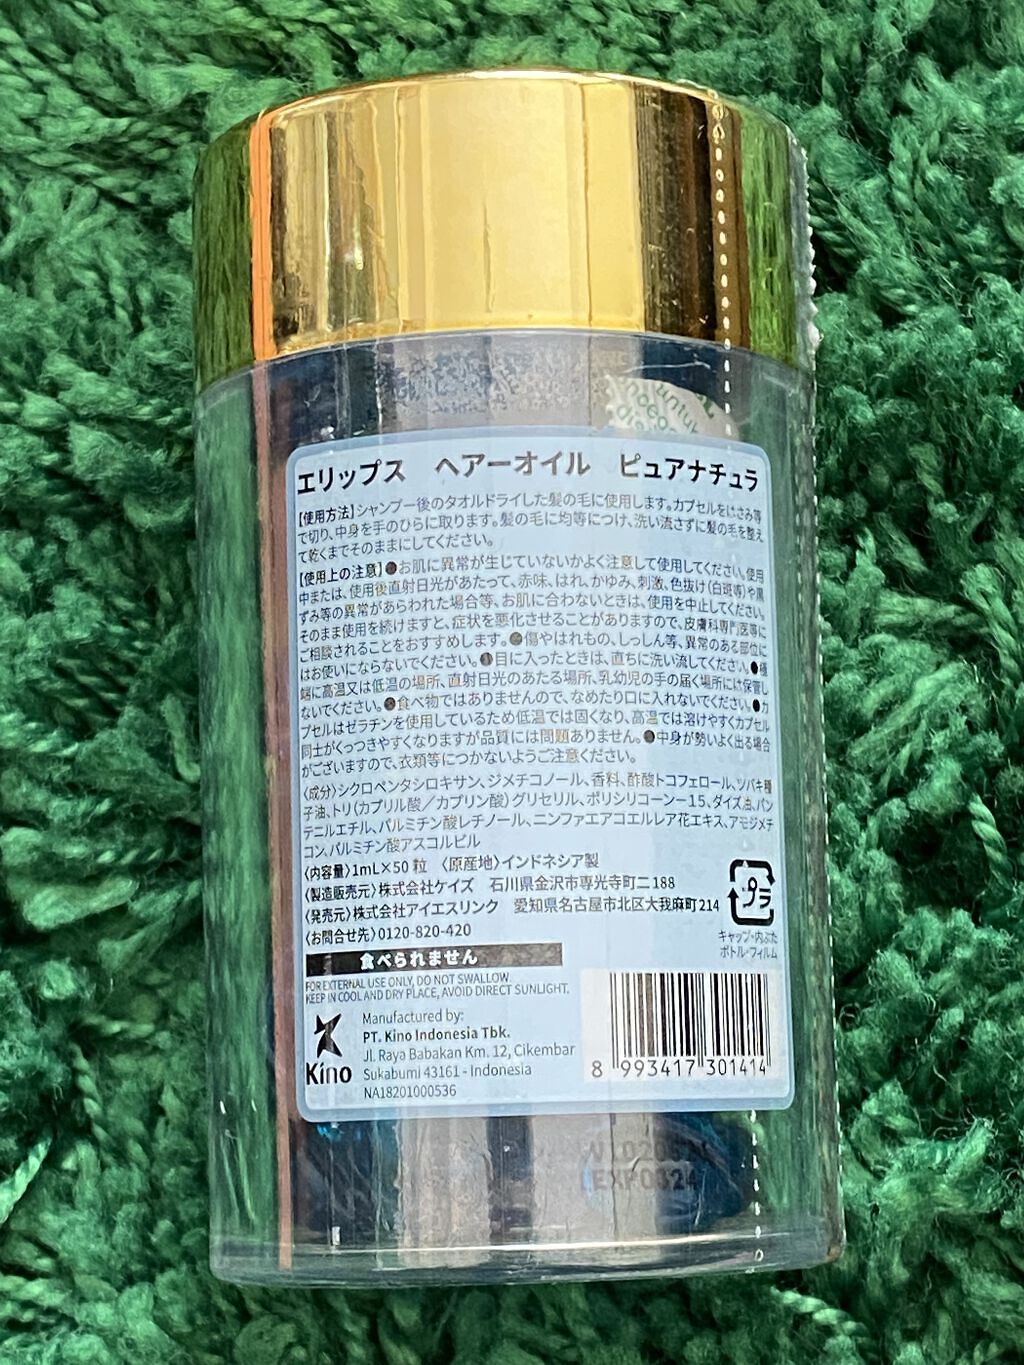 untuk
エリップス ヘアーオイル ピュアナチュラ
【使用方法】シャンプー後のタオルドライした髪の毛に使用します。カプセルをはさみ等
で切り、中身を手のひらに取ります。髪の毛に均等につけ、洗い流さずに髪の毛を整え
て乾くまでそのままにしてください。
【使用上の注意】●お肌に異常が生じていないかよく注意して使用してください。使用
中または、使用後直射日光があたって、赤味、はれ、かゆみ、刺激、色抜け(白斑等)や黒
ずみ等の異常があらわれた場合等、お肌に合わないときは、使用を中止してください。
そのまま使用を続けますと、症状を悪化させることがありますので、皮膚科専門医等に
ご相談されることをおすすめします。●傷やはれもの、しっしん等、異常のある部位に
はお使いにならないでください。●目に入ったときは、直ちに洗い流してください。●極
端に高温又は低温の場所、直射日光のあたる場所、乳幼児の手の届く場所には保管し
ないでください。●食べ物ではありませんので、なめたり口に入れないでください。●カ
プセルはゼラチンを使用しているため低温では固くなり、高温では溶けやすくカプセル
同士がくっつきやすくなりますが品質には問題ありません。●中身が勢いよく出る場合
がございますので、衣類等につかないようご注意ください。
〈成分〉シクロペンタシロキサン、ジメチコノール、香料、酢酸トコフェロール、ツバキ種
子油、トリ(カプリル酸／カプリン酸)グリセリル、ポリシリコーン－15、ダイズ油、パン
テニルエチル、パルミチン酸レチノール、ニンファエアコエルレア花エキス、アモジメチ
コン、パルミチン酸アスコルビル
〈内容量〉1mL×50粒 〈原産地〉インドネシア製
〈製造販売元〉株式会社ケイズ 石川県金沢市専光寺町二188
〈発売元〉株式会社アイエスリンク 愛知県名古屋市北区大我麻町214
〈お問合せ先〉0120-820-420
プラ
キャップ・内ぶた
ボトル・フィルム
食べられません
FOR EXTERNAL USE ONLY, DO NOT SWALLOW
KEEP IN COOL AND DRY PLACE, AVOID DIRECT SUNLIGHT.
Kino
Manufactured by:
PT. Kino Indonesia Tbk.
Jl. Raya Babakan Km. 12, Cikembar
Sukabumi 43161 - Indonesia
NA18201000536
8 993417 301414
EXP0324